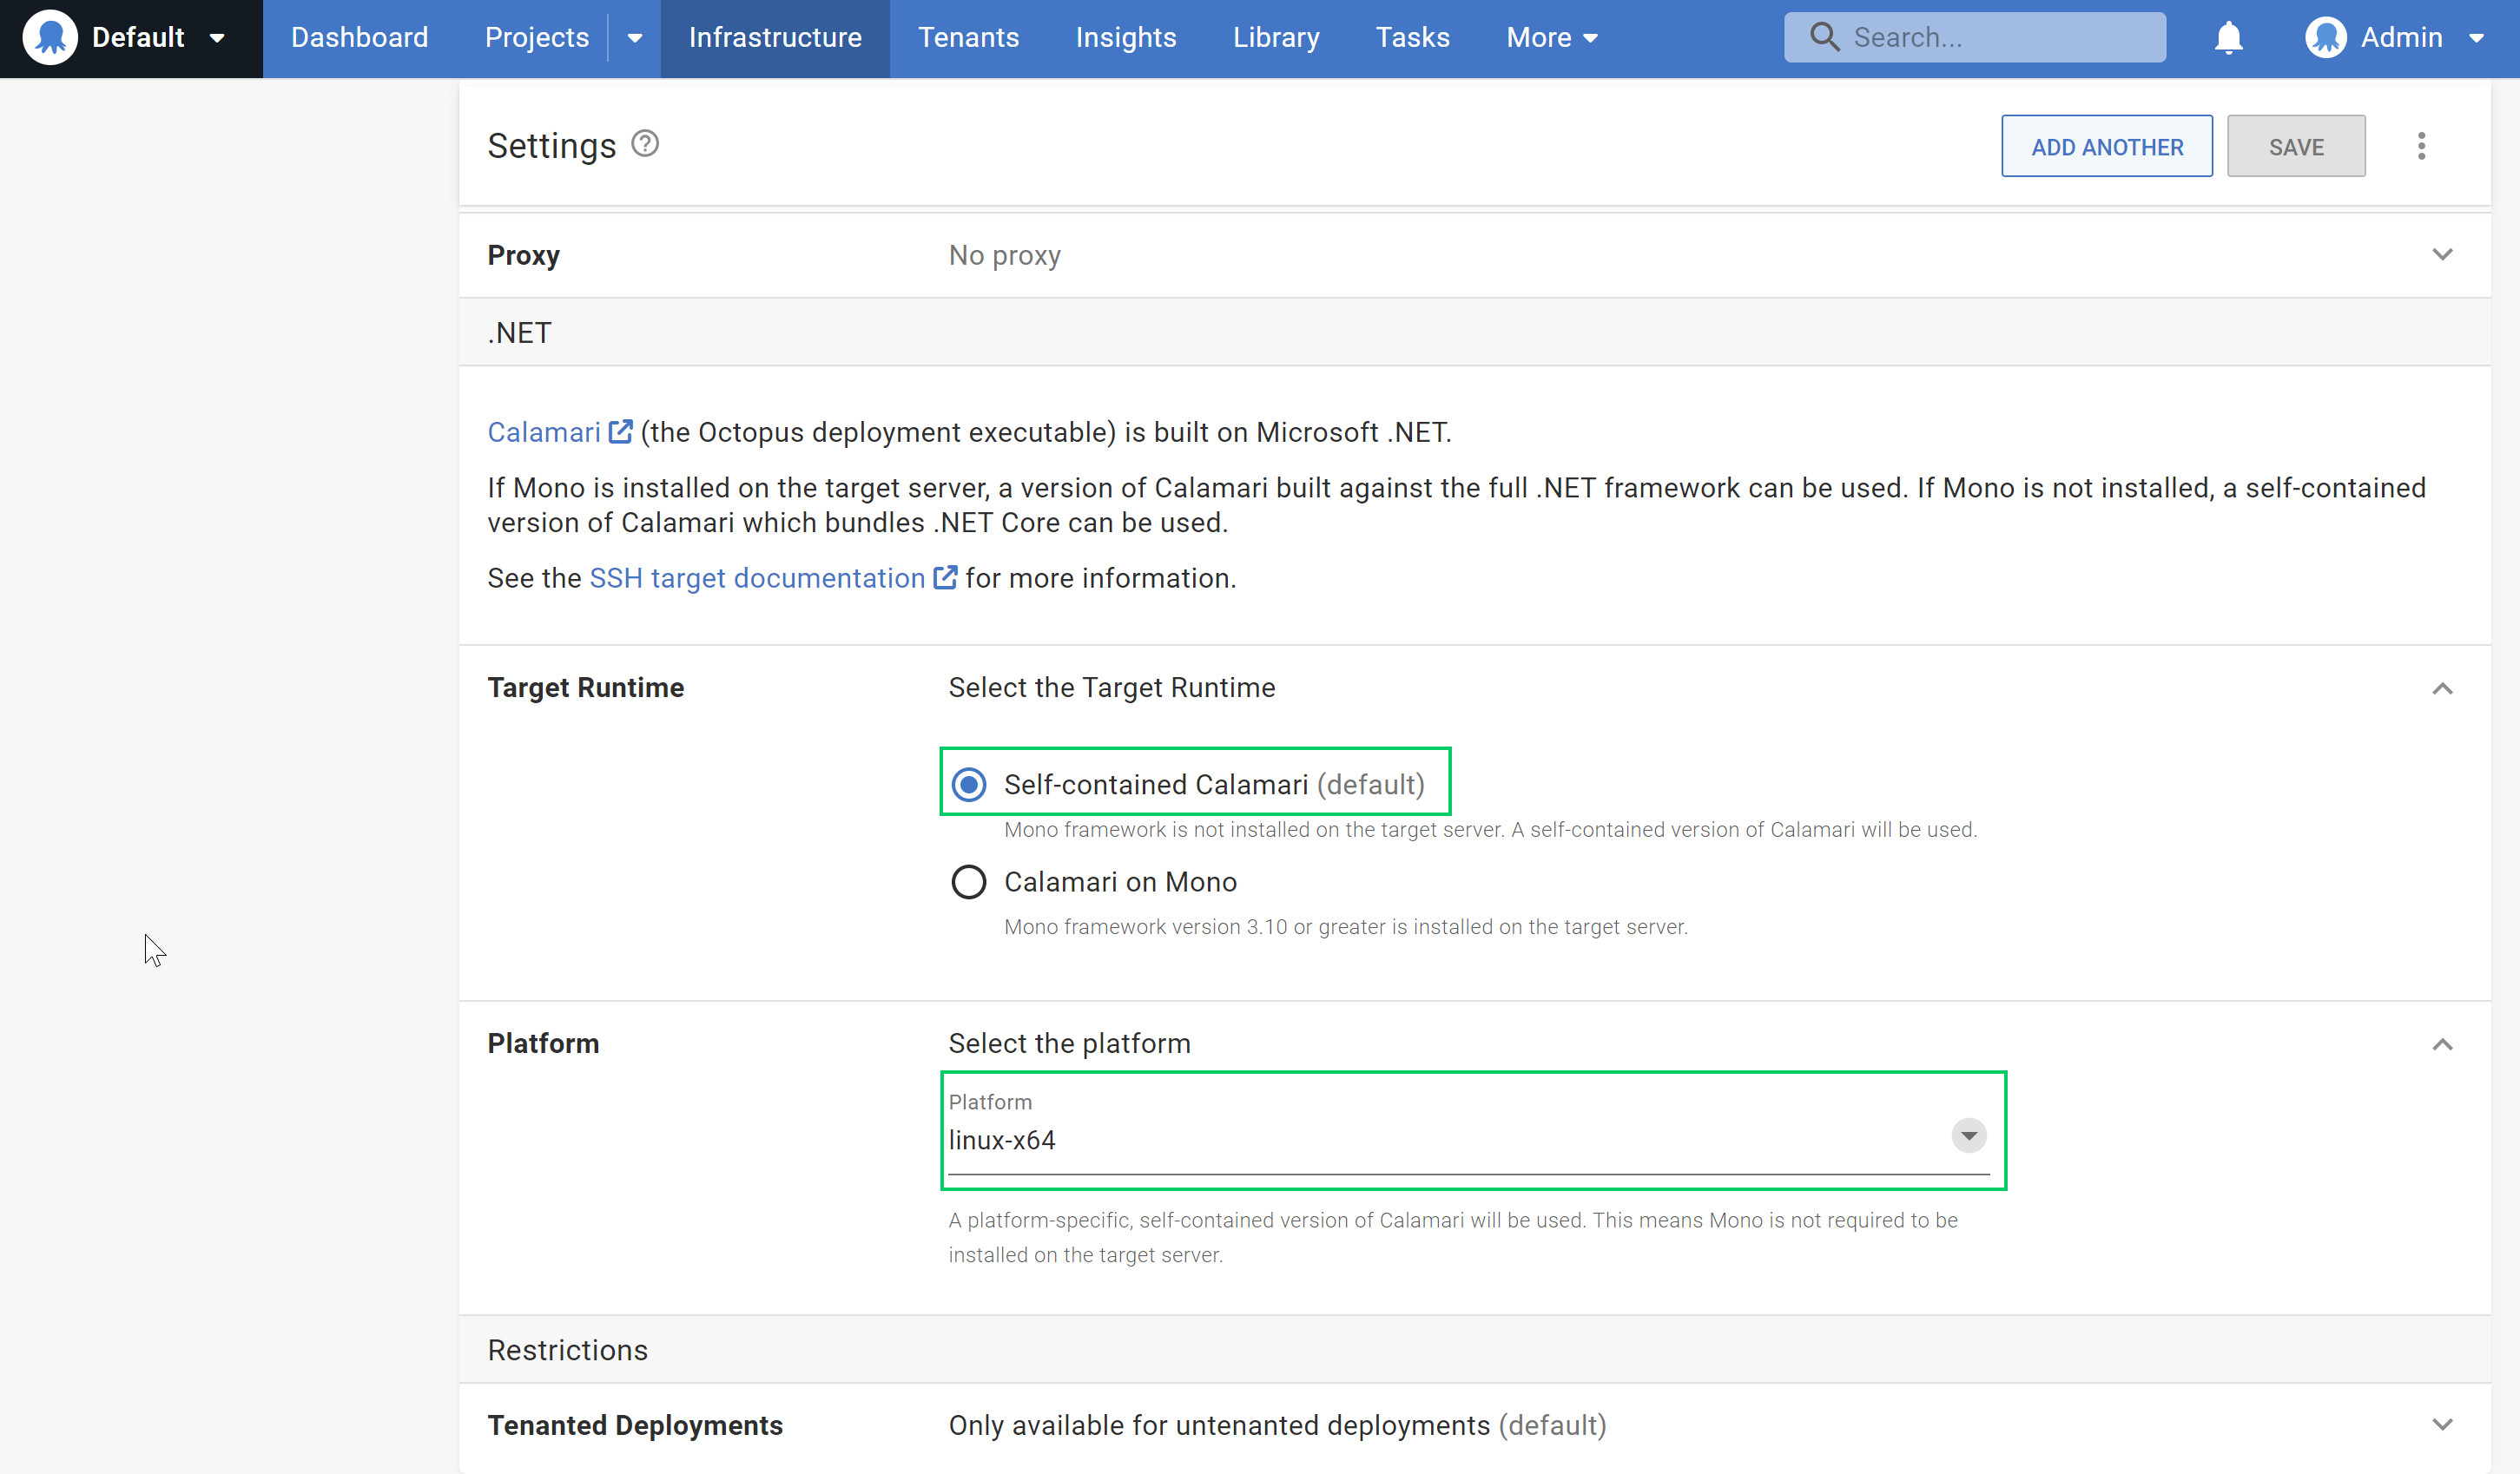 Default
Dashboard
Projects
Infrastructure
Tenants
Insights
Library
Tasks
More
Search...
Admin
Settings
ADD ANOTHER
SAVE
Proxy
No proxy
.NET
Calamari (the Octopus deployment executable) is built on Microsoft .NET.
If Mono is installed on the target server, a version of Calamari built against the full .NET framework can be used. If Mono is not installed, a self-contained
version of Calamari which bundles .NET Core can be used.
See the SSH target documentation for more information.
Target Runtime
Select the Target Runtime
Self-contained Calamari (default)
Mono framework is not installed on the target server. A self-contained version of Calamari will be used.
Calamari on Mono
Mono framework version 3.10 or greater is installed on the target server.
Platform
Select the platform
Platform
linux-x64
A platform-specific, self-contained version of Calamari will be used. This means Mono is not required to be
installed on the target server.
Restrictions
Tenanted Deployments
Only available for untenanted deployments (default)